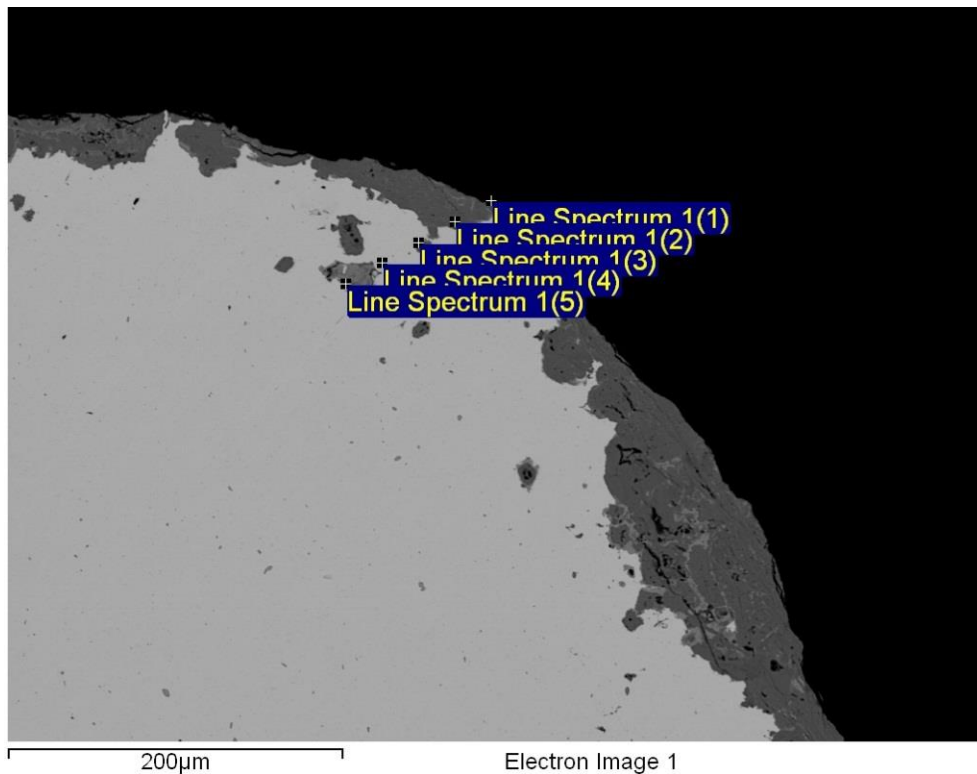 Line Spectrum 1(1)
Line Spectrum 1(2)
Line Spectrum 1(3)
Line Spectrum 1(4)
Line Spectrum 1(5)
200µm
Electron Image 1